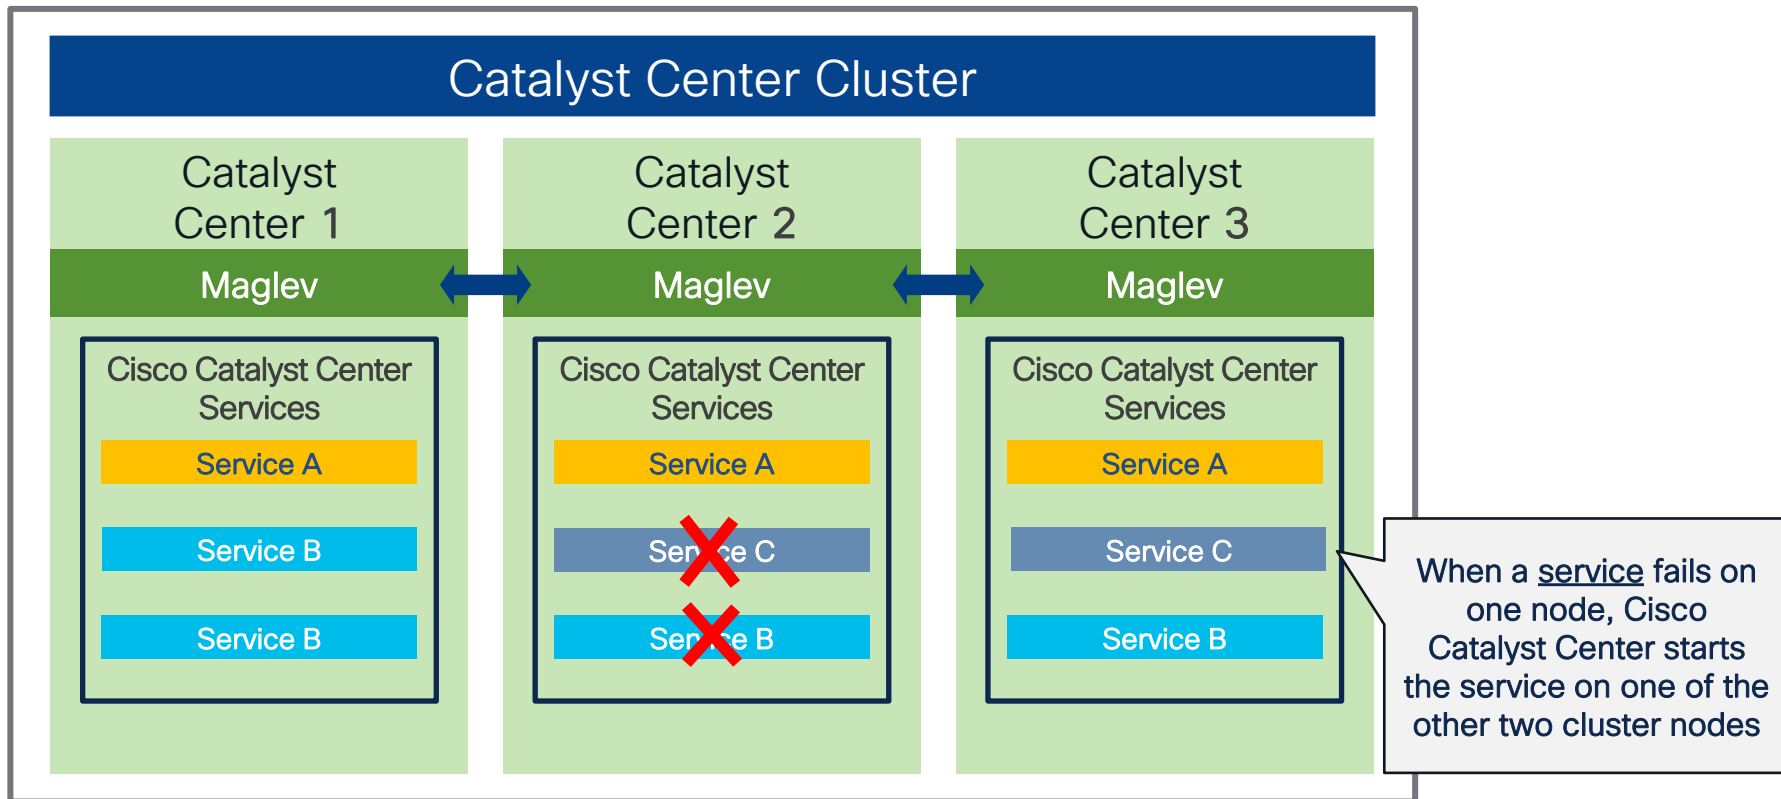 Catalyst Center Cluster
Catalyst
Center 1
Maglev
Cisco Catalyst Center
Services
Service A
Service B
Service B
Catalyst
Center 2
Maglev
Cisco Catalyst Center
Services
Service A
Service C
Service B
Catalyst
Center 3
Maglev
Cisco Catalyst Center
Services
Service A
Service C
Service B
When a service fails on
one node, Cisco
Catalyst Center starts
the service on one of the
other two cluster nodes